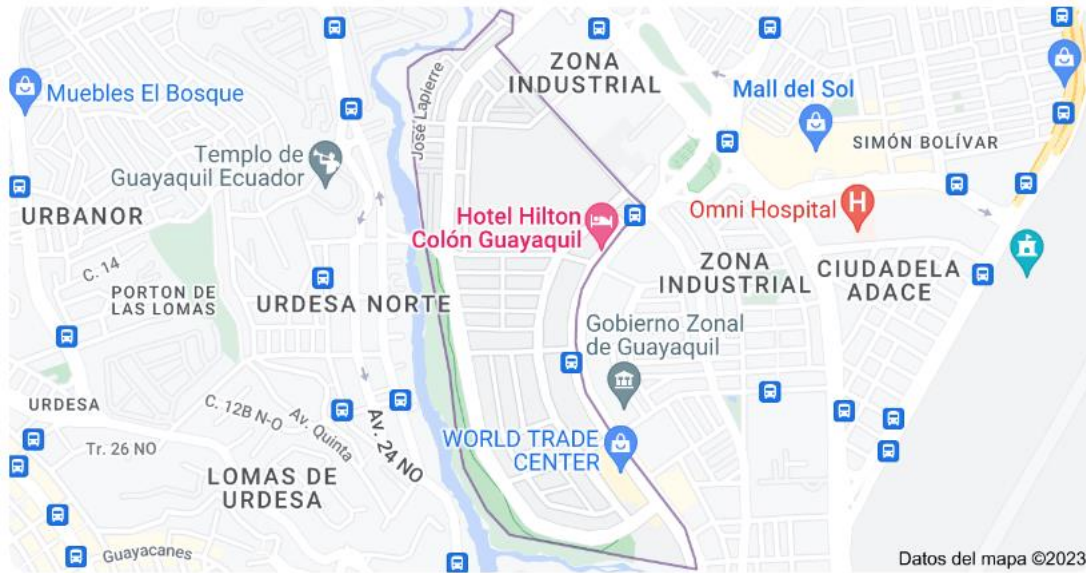 ZONA
INDUSTRIAL
José Lapierre
Muebles El Bosque
Mall del Sol
SIMÓN BOLÍVAR
Templo de
Guayaquil Ecuador
URBANOR
Hotel Hilton
Colón Guayaquil
Omni Hospital
H
C. 14
PORTON DE
LAS LOMAS
URDESA NORTE
ZONA
INDUSTRIAL
CIUDADELA
ADACE
Gobierno Zonal
de Guayaquil
URDESA
C. 12B N-O
Av. Quinta
Av. 24 NO
Tr. 26 NO
WORLD TRADE
CENTER
LOMAS DE
URDESA
Guayacanes
Datos del mapa ©2023